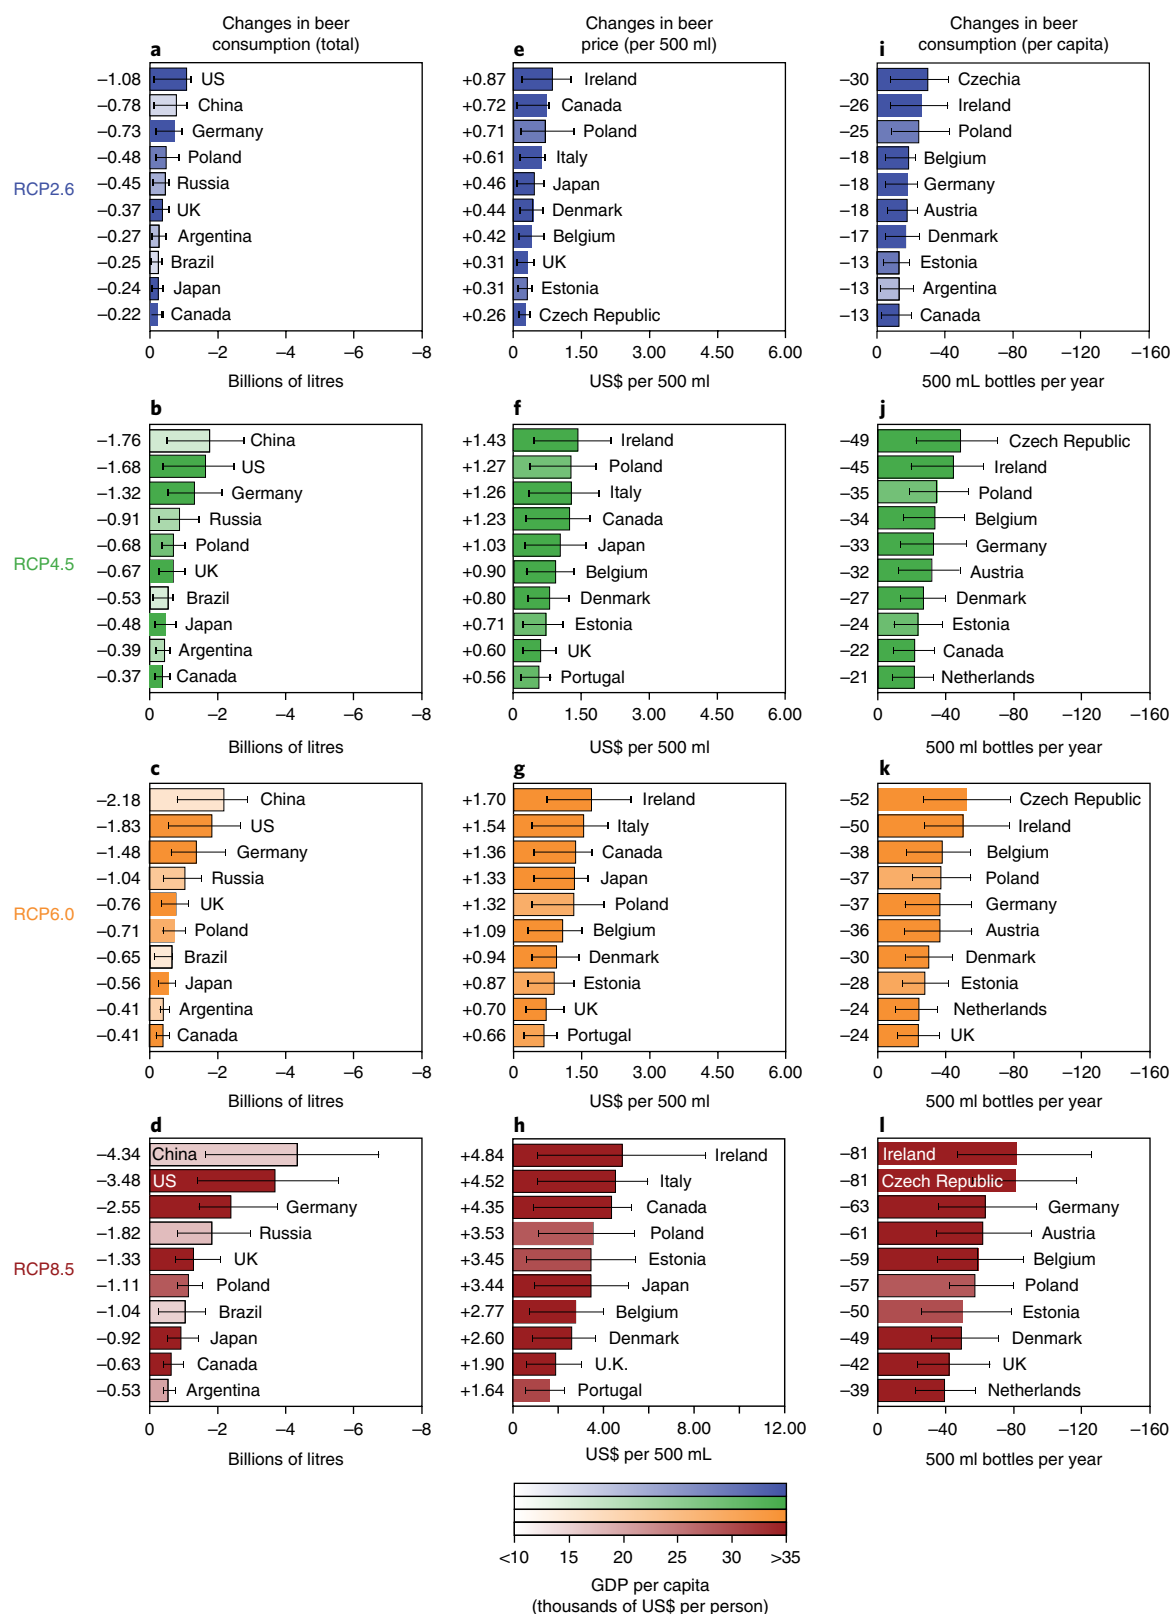 Changes in beer
consumption (total)
Changes in beer
price (per 500 ml)
Changes in beer
consumption (per capita)
RCP2.6
a
−1.08 US
−0.78 China
−0.73 Germany
−0.48 Poland
−0.45 Russia
−0.37 UK
−0.27 Argentina
−0.25 Brazil
−0.24 Japan
−0.22 Canada
0 −2 −4 −6 −8
Billions of litres
e
+0.87 Ireland
+0.72 Canada
+0.71 Poland
+0.61 Italy
+0.46 Japan
+0.44 Denmark
+0.42 Belgium
+0.31 UK
+0.31 Estonia
+0.26 Czech Republic
0 1.50 3.00 4.50 6.00
US$ per 500 ml
i
−30 Czechia
−26 Ireland
−25 Poland
−18 Belgium
−18 Germany
−18 Austria
−17 Denmark
−13 Estonia
−13 Argentina
−13 Canada
0 −40 −80 −120 −160
500 mL bottles per year
RCP4.5
b
−1.76 China
−1.68 US
−1.32 Germany
−0.91 Russia
−0.68 Poland
−0.67 UK
−0.53 Brazil
−0.48 Japan
−0.39 Argentina
−0.37 Canada
0 −2 −4 −6 −8
Billions of litres
f
+1.43 Ireland
+1.27 Poland
+1.26 Italy
+1.23 Canada
+1.03 Japan
+0.90 Belgium
+0.80 Denmark
+0.71 Estonia
+0.60 UK
+0.56 Portugal
0 1.50 3.00 4.50 6.00
US$ per 500 ml
j
−49 Czech Republic
−45 Ireland
−35 Poland
−34 Belgium
−33 Germany
−32 Austria
−27 Denmark
−24 Estonia
−22 Canada
−21 Netherlands
0 −40 −80 −120 −160
500 ml bottles per year
RCP6.0
c
−2.18 China
−1.83 US
−1.48 Germany
−1.04 Russia
−0.76 UK
−0.71 Poland
−0.65 Brazil
−0.56 Japan
−0.41 Argentina
−0.41 Canada
0 −2 −4 −6 −8
Billions of litres
g
+1.70 Ireland
+1.54 Italy
+1.36 Canada
+1.33 Japan
+1.32 Poland
+1.09 Belgium
+0.94 Denmark
+0.87 Estonia
+0.70 UK
+0.66 Portugal
0 1.50 3.00 4.50 6.00
US$ per 500 ml
k
−52 Czech Republic
−50 Ireland
−38 Belgium
−37 Poland
−37 Germany
−36 Austria
−30 Denmark
−28 Estonia
−24 Netherlands
−24 UK
0 −40 −80 −120 −160
500 ml bottles per year
RCP8.5
d
−4.34 China
−3.48 US
−2.55 Germany
−1.82 Russia
−1.33 UK
−1.11 Poland
−1.04 Brazil
−0.92 Japan
−0.63 Canada
−0.53 Argentina
0 −2 −4 −6 −8
Billions of litres
h
+4.84 Ireland
+4.52 Italy
+4.35 Canada
+3.53 Poland
+3.45 Estonia
+3.44 Japan
+2.77 Belgium
+2.60 Denmark
+1.90 U.K.
+1.64 Portugal
0 4.00 8.00 12.00
US$ per 500 mL
l
−81 Ireland
−81 Czech Republic
−63 Germany
−61 Austria
−59 Belgium
−57 Poland
−50 Estonia
−49 Denmark
−42 UK
−39 Netherlands
0 −40 −80 −120 −160
500 ml bottles per year
<10 15 20 25 30 >35
GDP per capita
(thousands of US$ per person)